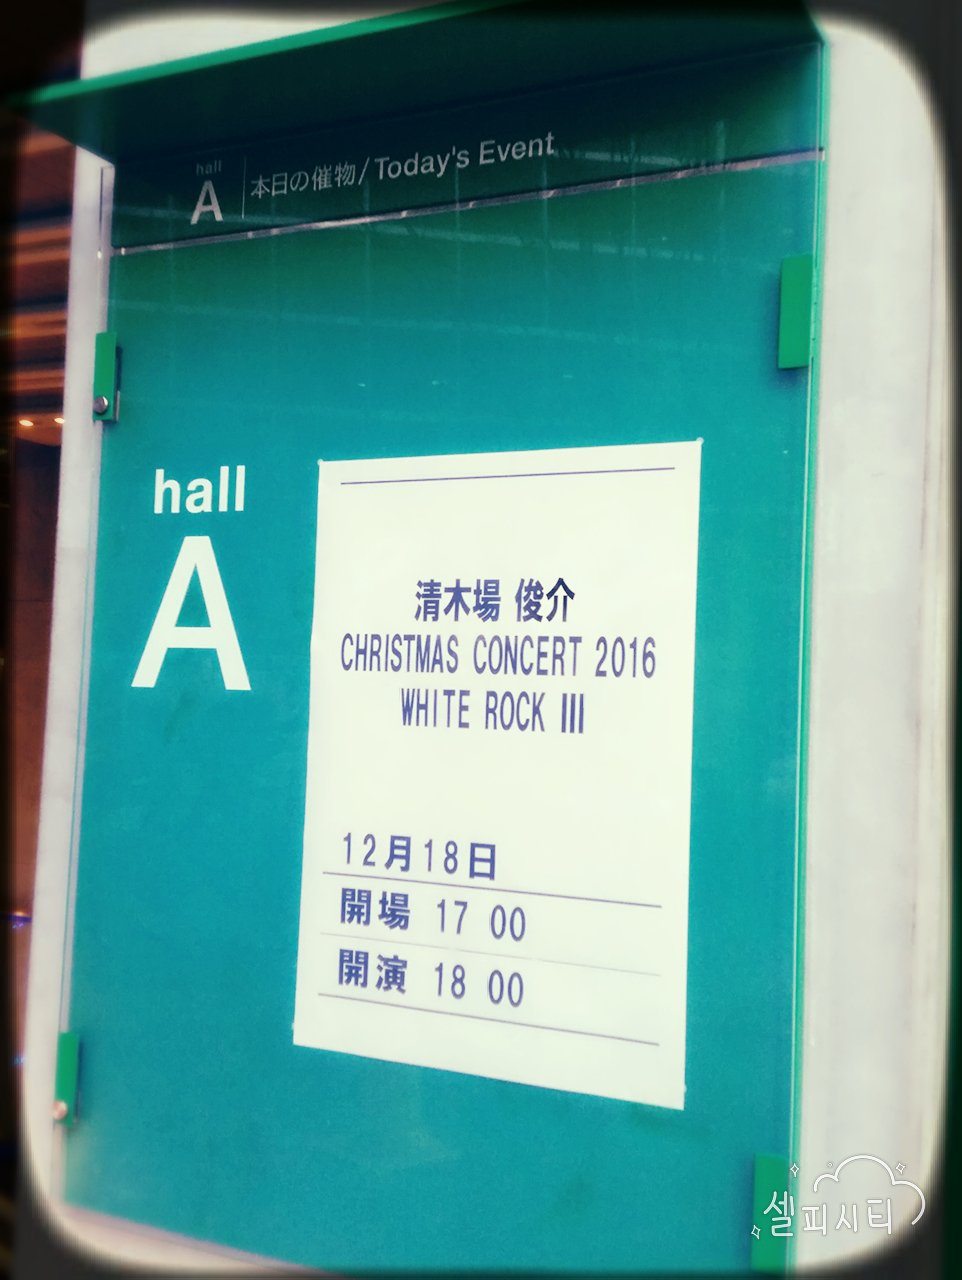 hall
A
本日の催物/Today's Event
hall
A
清木場 俊介
CHRISTMAS CONCERT 2016
WHITE ROCK III
12月18日
開場 17 00
開演 18 00
셀피시티